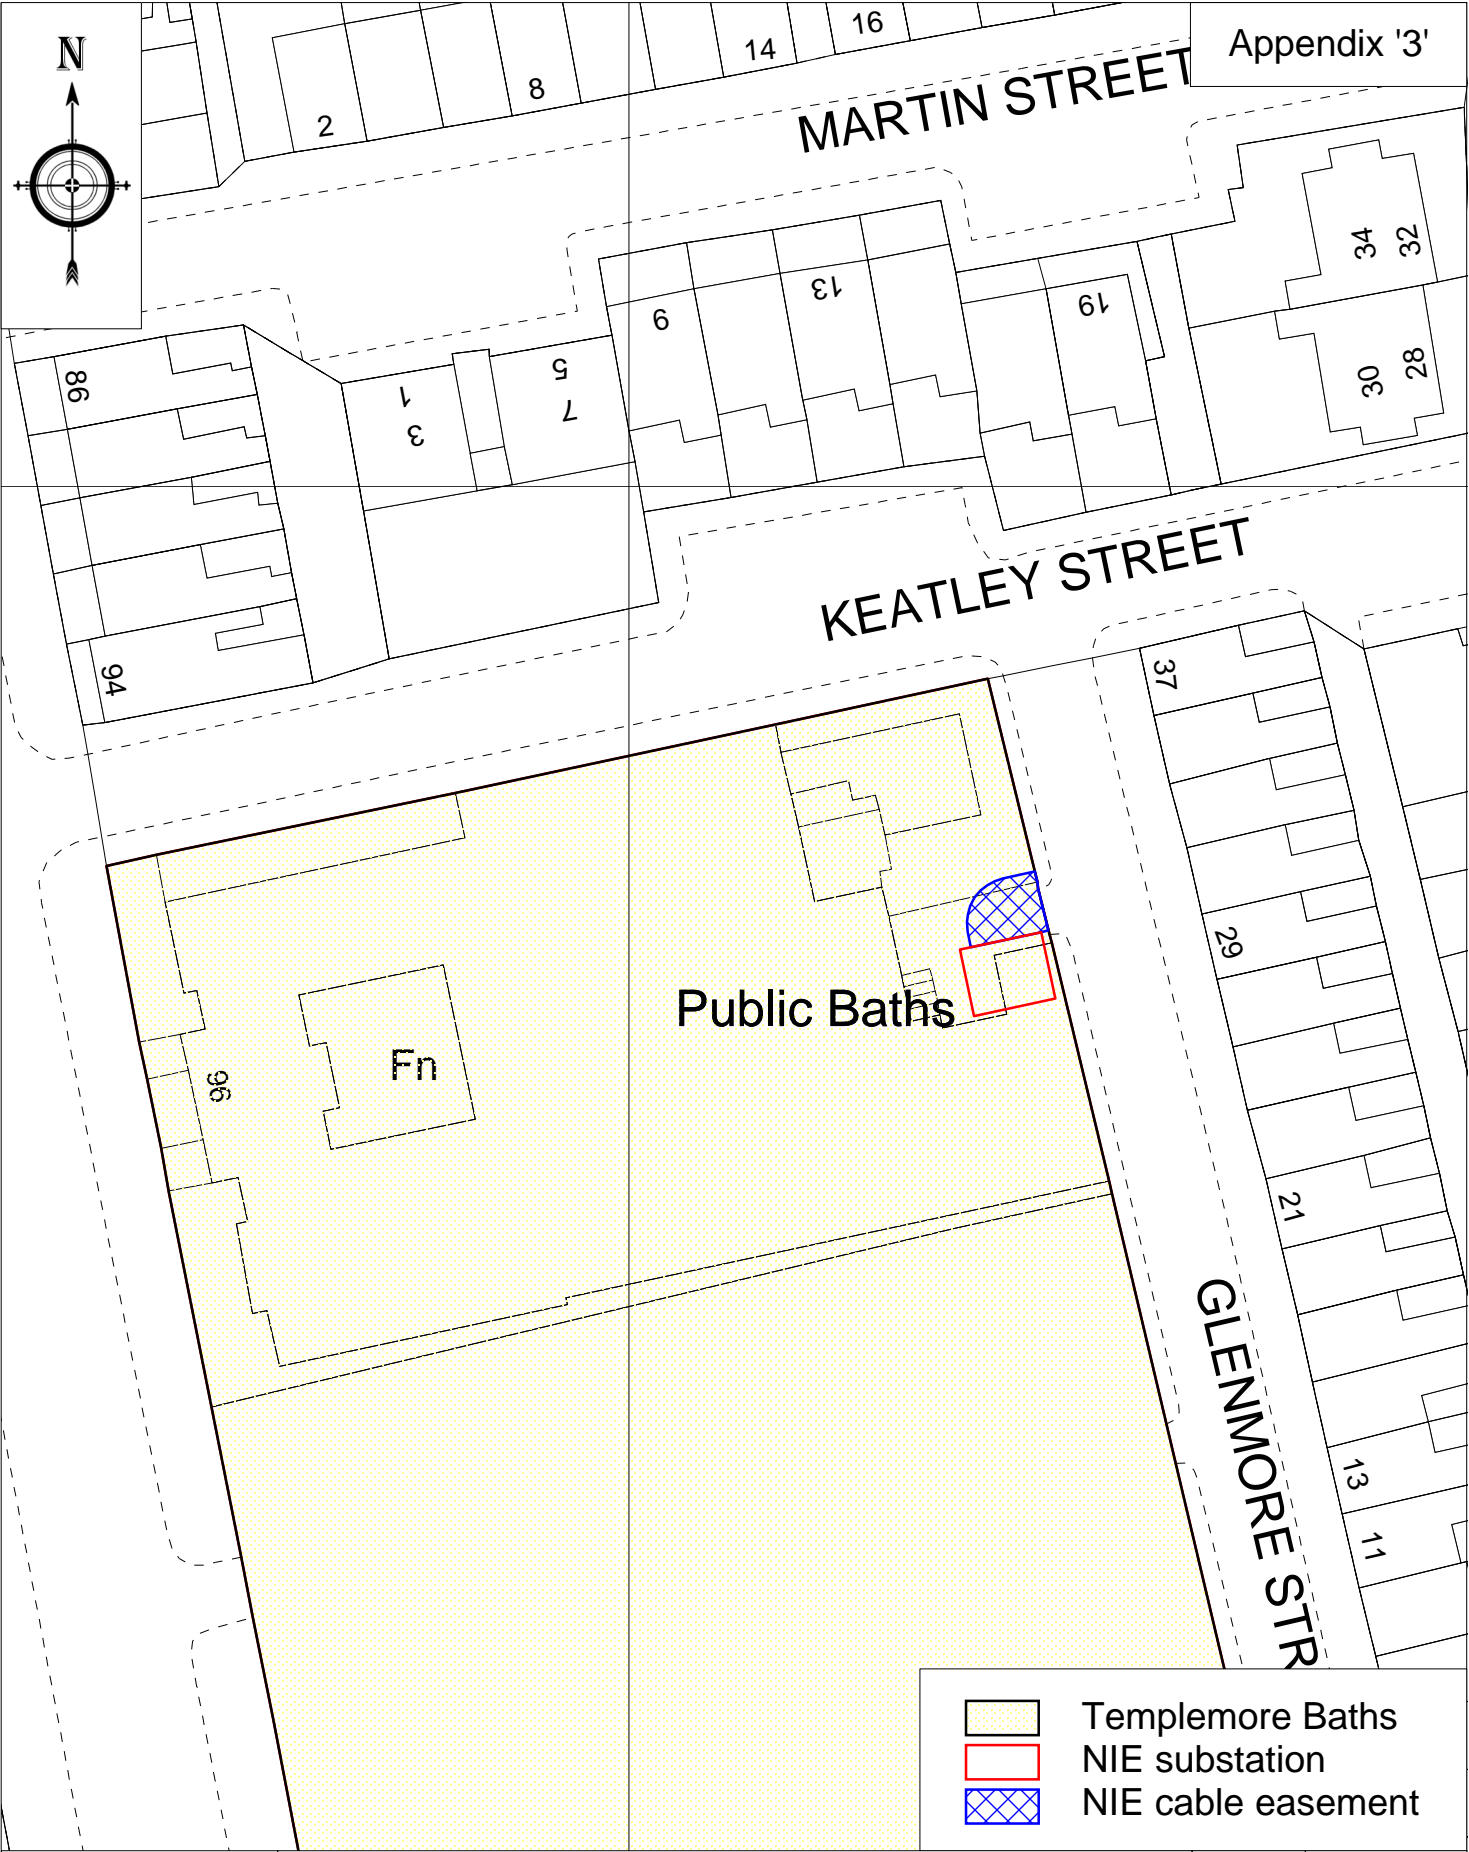 N
Appendix '3'
16
14
8
2
MARTIN STREET
34
32
9
13
19
30
28
86
1
3
5
7
KEATLEY STREET
94
37
29
Public Baths
Fn
96
21
GLENMORE STR
13
11
Templemore Baths
NIE substation
NIE cable easement